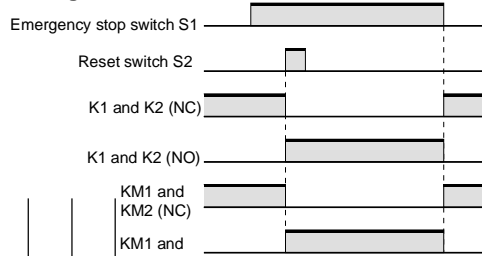 Emergency stop switch S1
Reset switch S2
K1 and K2 (NC)
K1 and K2 (NO)
KM1 and
KM2 (NC)
KM1 and